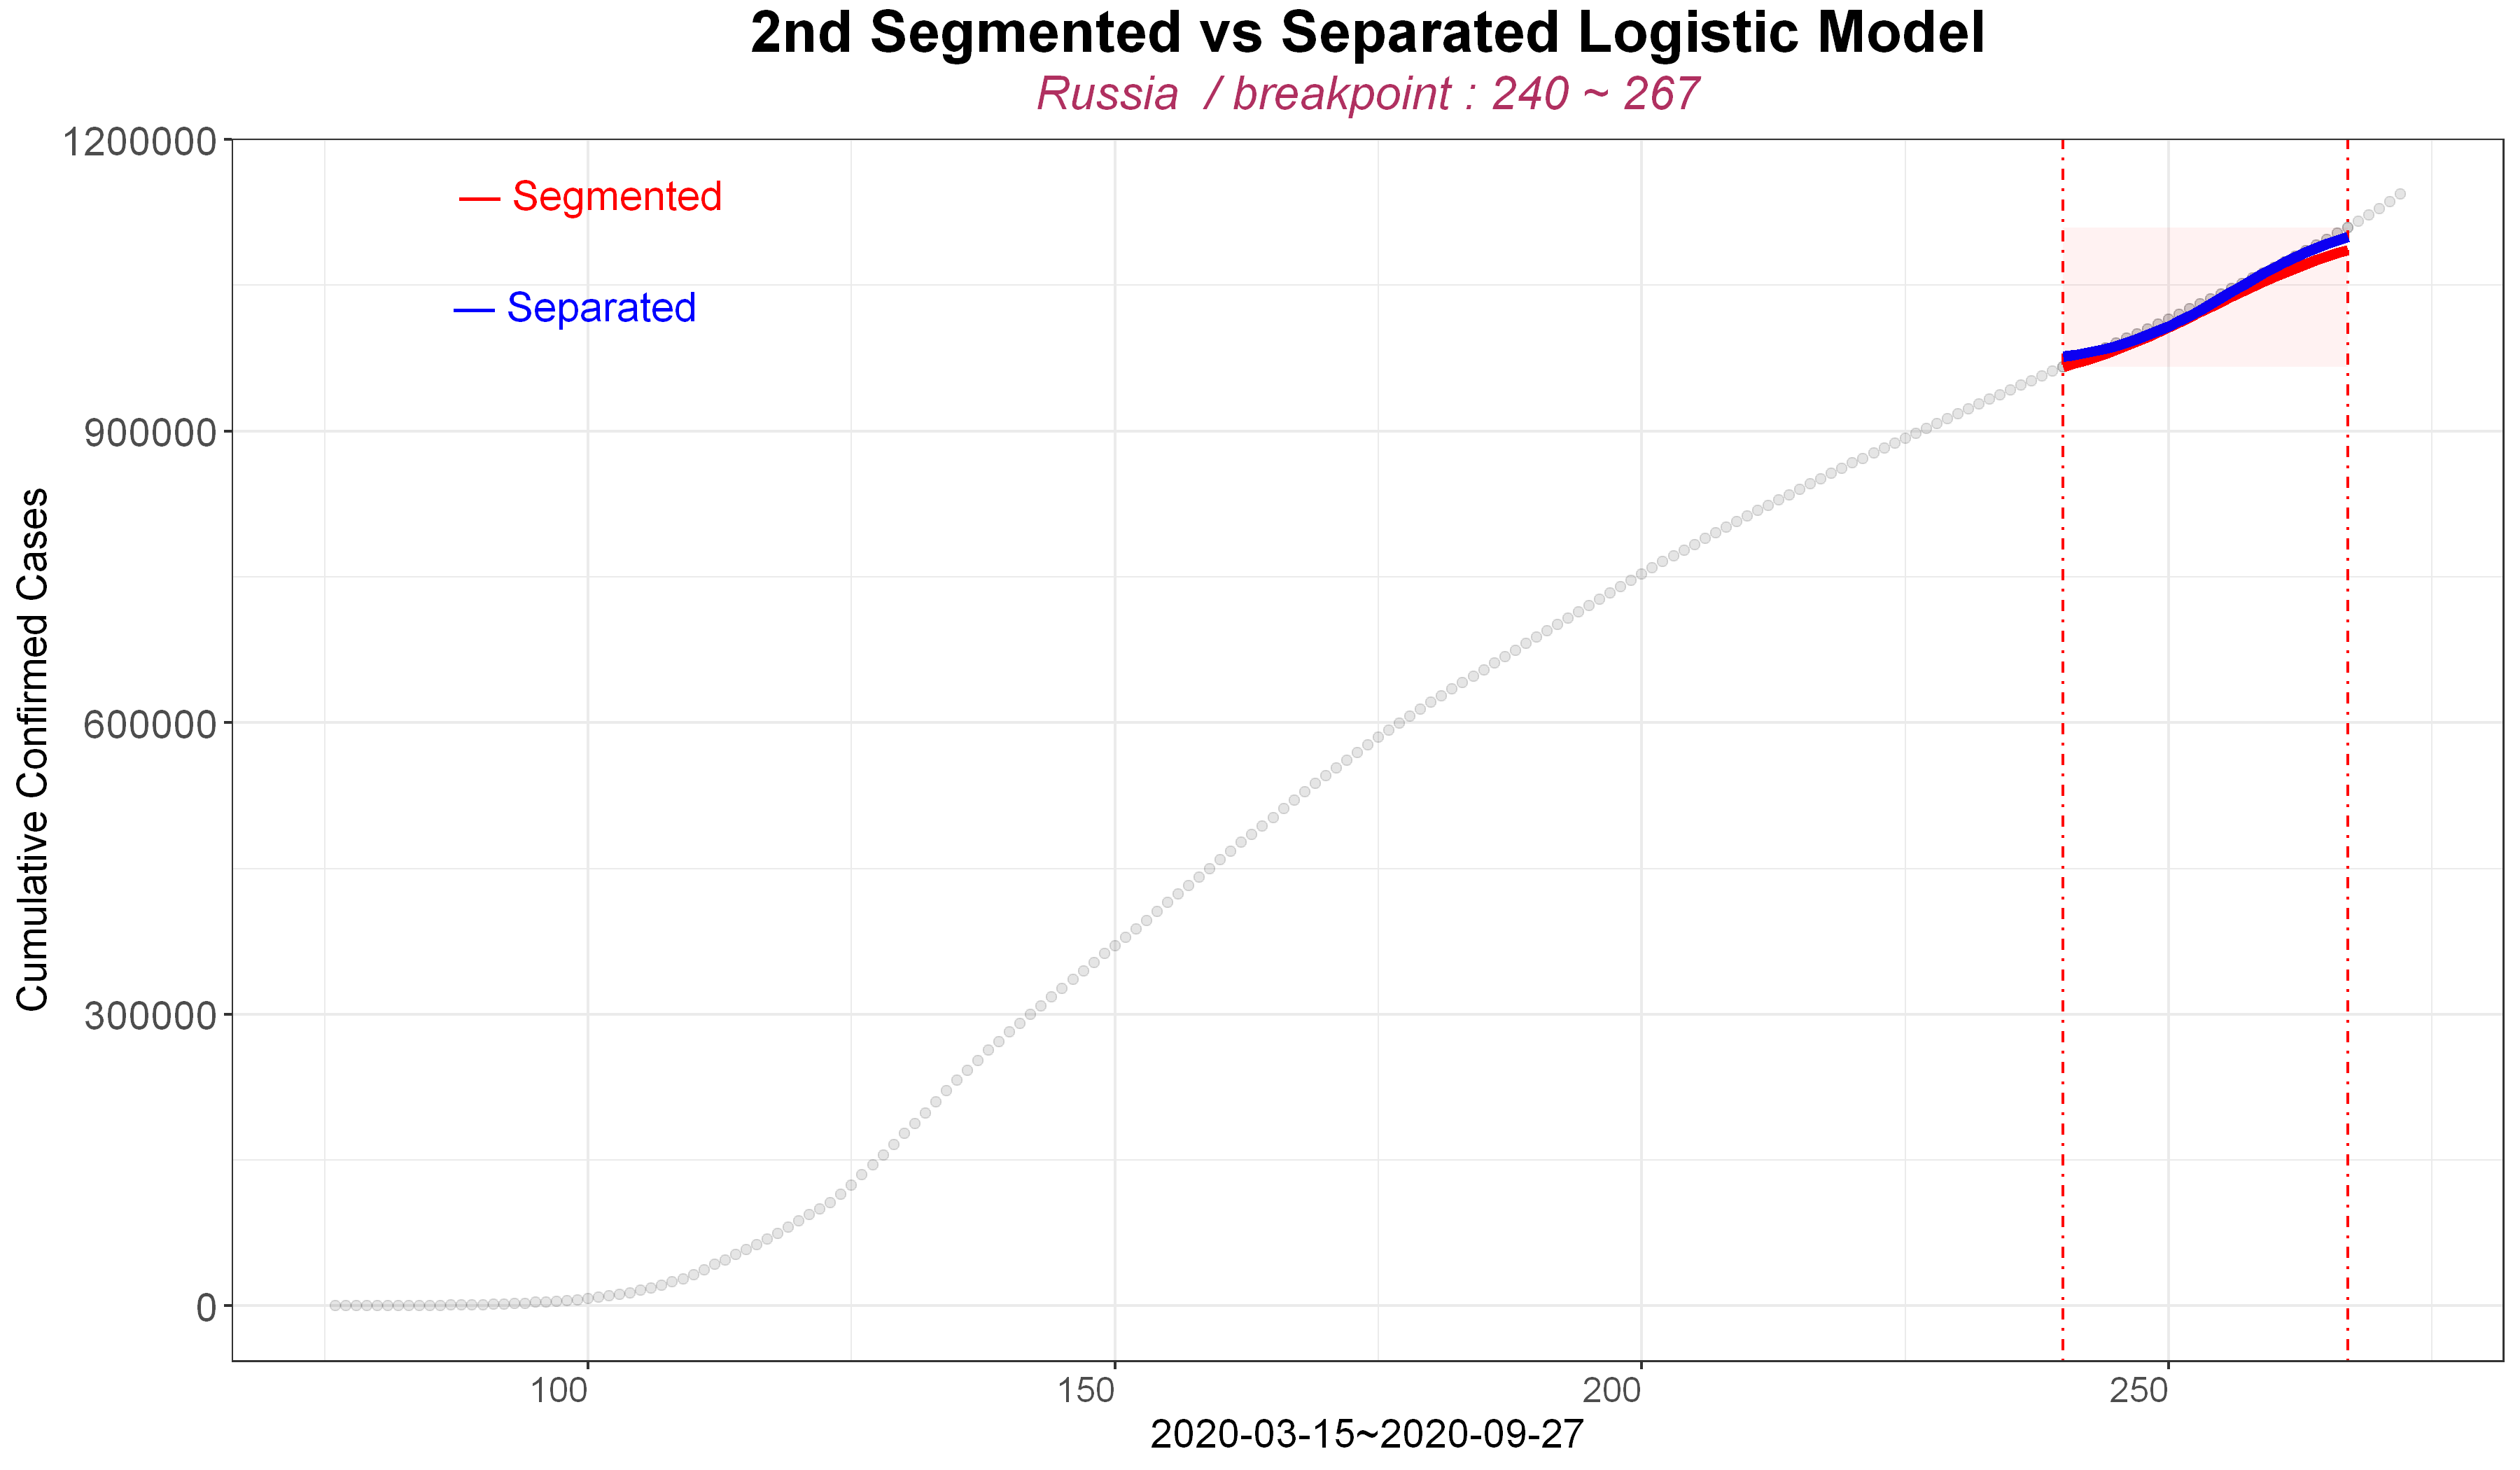 2nd Segmented vs Separated Logistic Model
Russia / breakpoint : 240 ~ 267
1200000
900000
600000
300000
0
Cumulative Confirmed Cases
— Segmented
— Separated
100 150 200 250
2020-03-15~2020-09-27